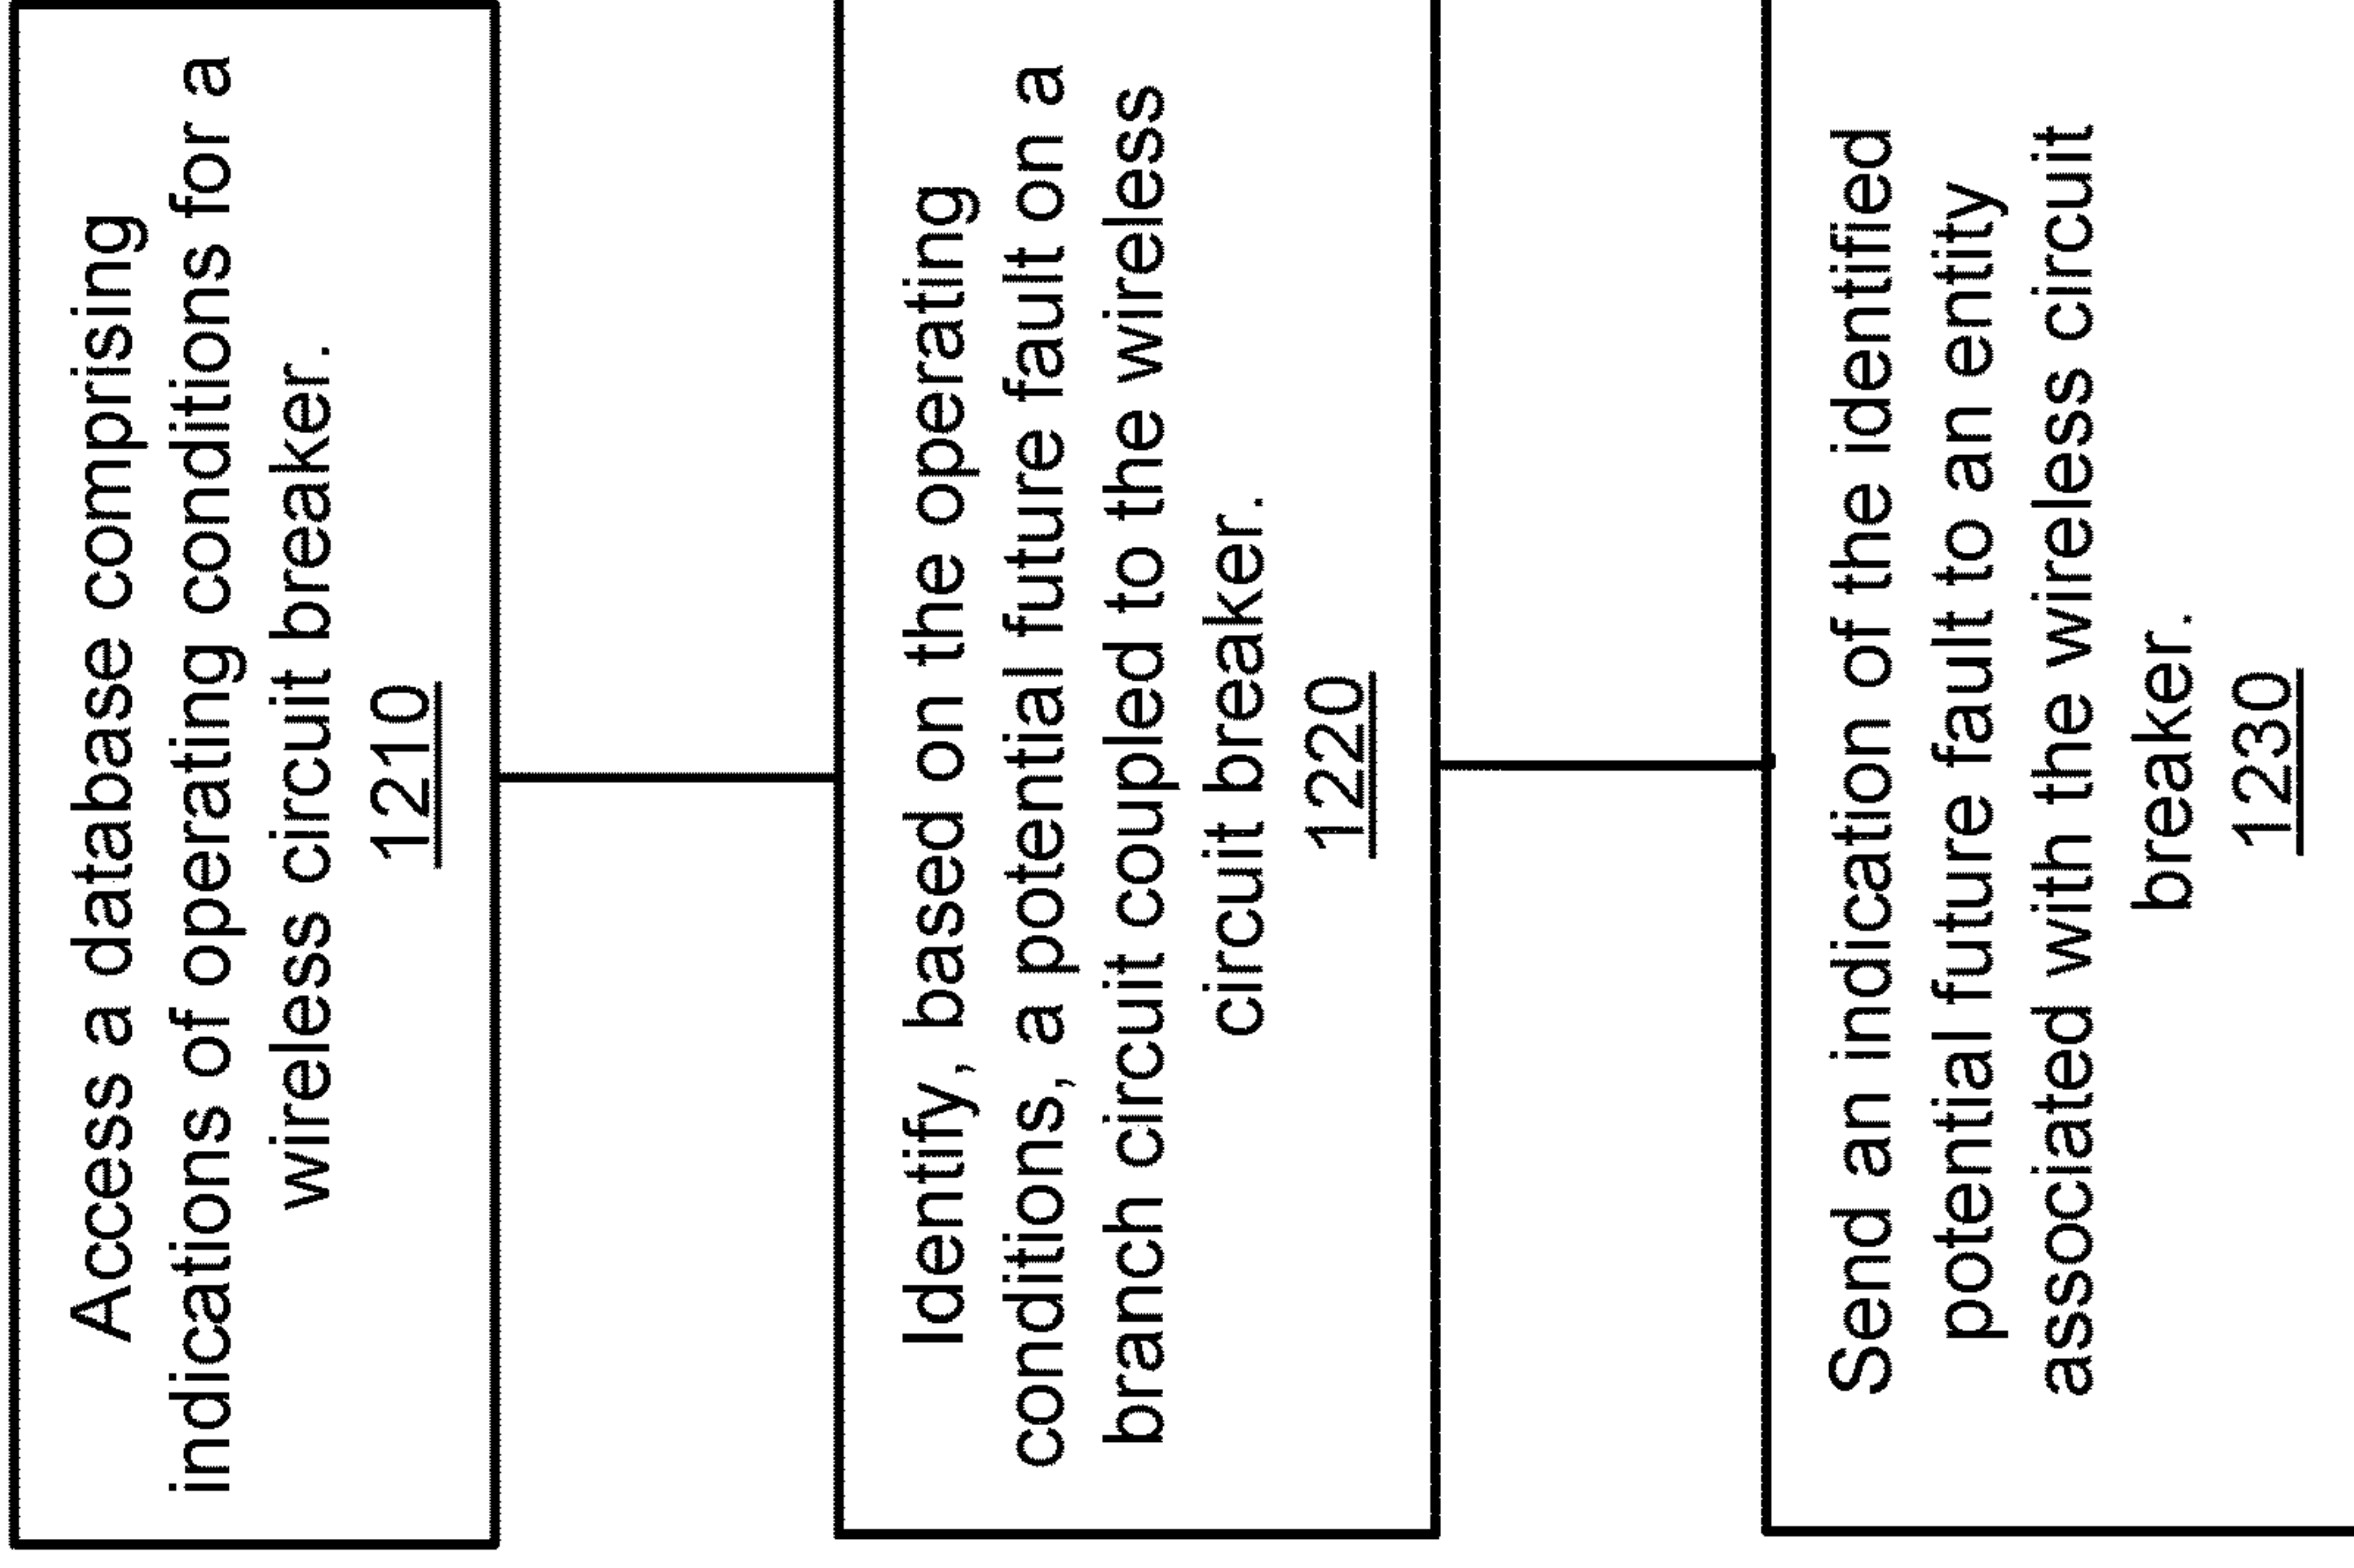 Access a database comprising
indications of operating conditions for a
wireless circuit breaker.
1210
Identify, based on the operating
conditions, a potential future fault on a
branch circuit coupled to the wireless
circuit breaker.
1220
Send an indication of the identified
potential future fault to an entity
associated with the wireless circuit
breaker.
1230